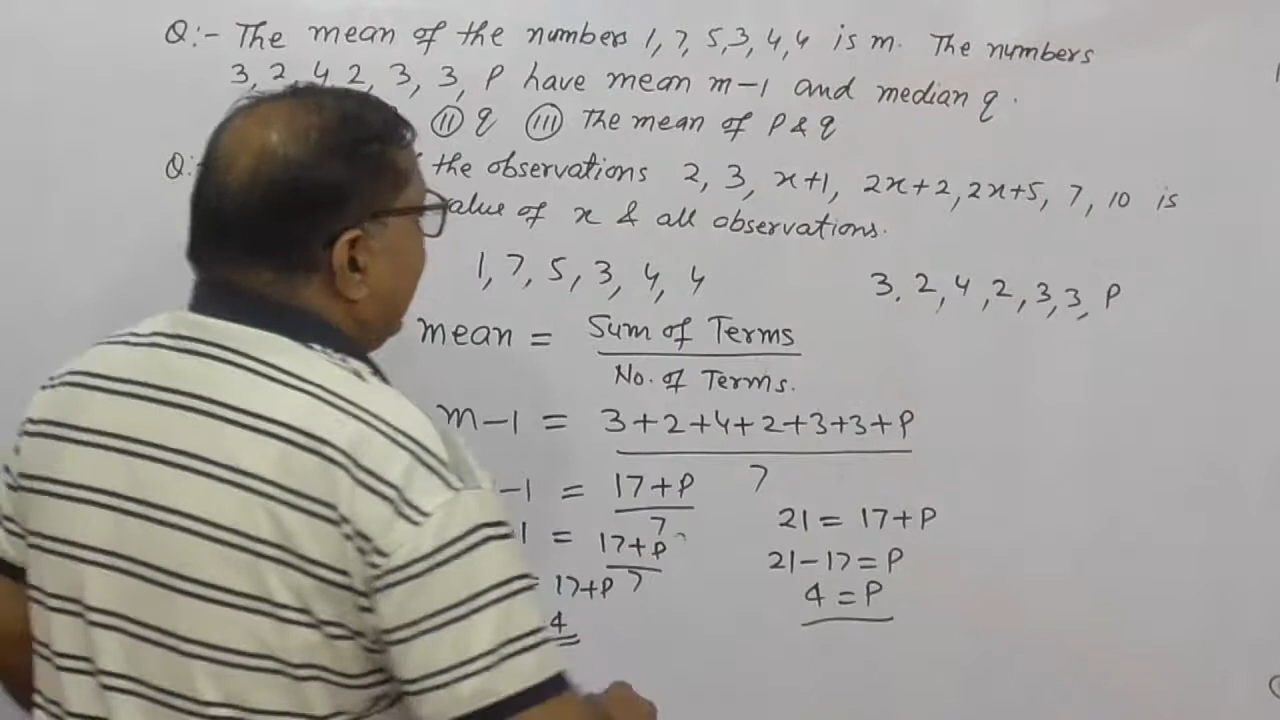 Q:- The mean of the numbers 1, 7, 5, 3, 4, 4 is m. The numbers
3, 2, 4, 2, 3, 3, P have mean m-1 and median q.
(ii) q (iii) The mean of P & q
Q:- the observations 2, 3, x+1, 2x+2, 2x+5, 7, 10 is
of x & all observations.
1, 7, 5, 3, 4, 4
3, 2, 4, 2, 3, 3, P
mean = Sum of Terms
No. of Terms.
m-1 = 3+2+4+2+3+3+P
7
-1 = 17+P
7
1 = 17+P
7
= 17+P
4
21 = 17+P
21-17=P
4 = P